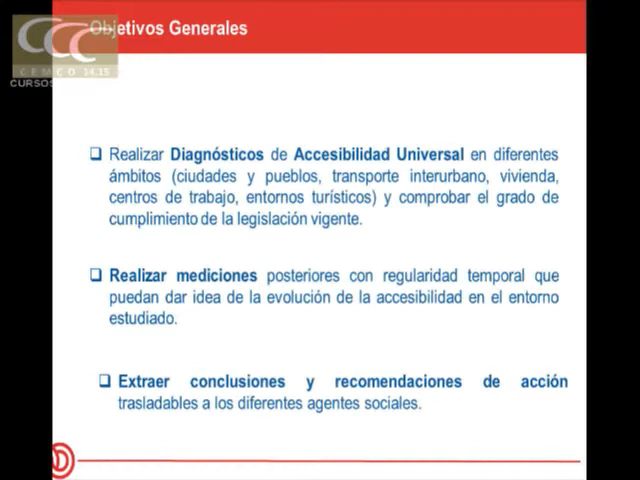 Objetivos Generales
CCC
CEMCO 14.15
CURSOS
❑ Realizar Diagnósticos de Accesibilidad Universal en diferentes
ámbitos (ciudades y pueblos, transporte interurbano, vivienda,
centros de trabajo, entornos turísticos) y comprobar el grado de
cumplimiento de la legislación vigente.
❑ Realizar mediciones posteriores con regularidad temporal que
puedan dar idea de la evolución de la accesibilidad en el entorno
estudiado.
❑ Extraer conclusiones y recomendaciones de acción
trasladables a los diferentes agentes sociales.